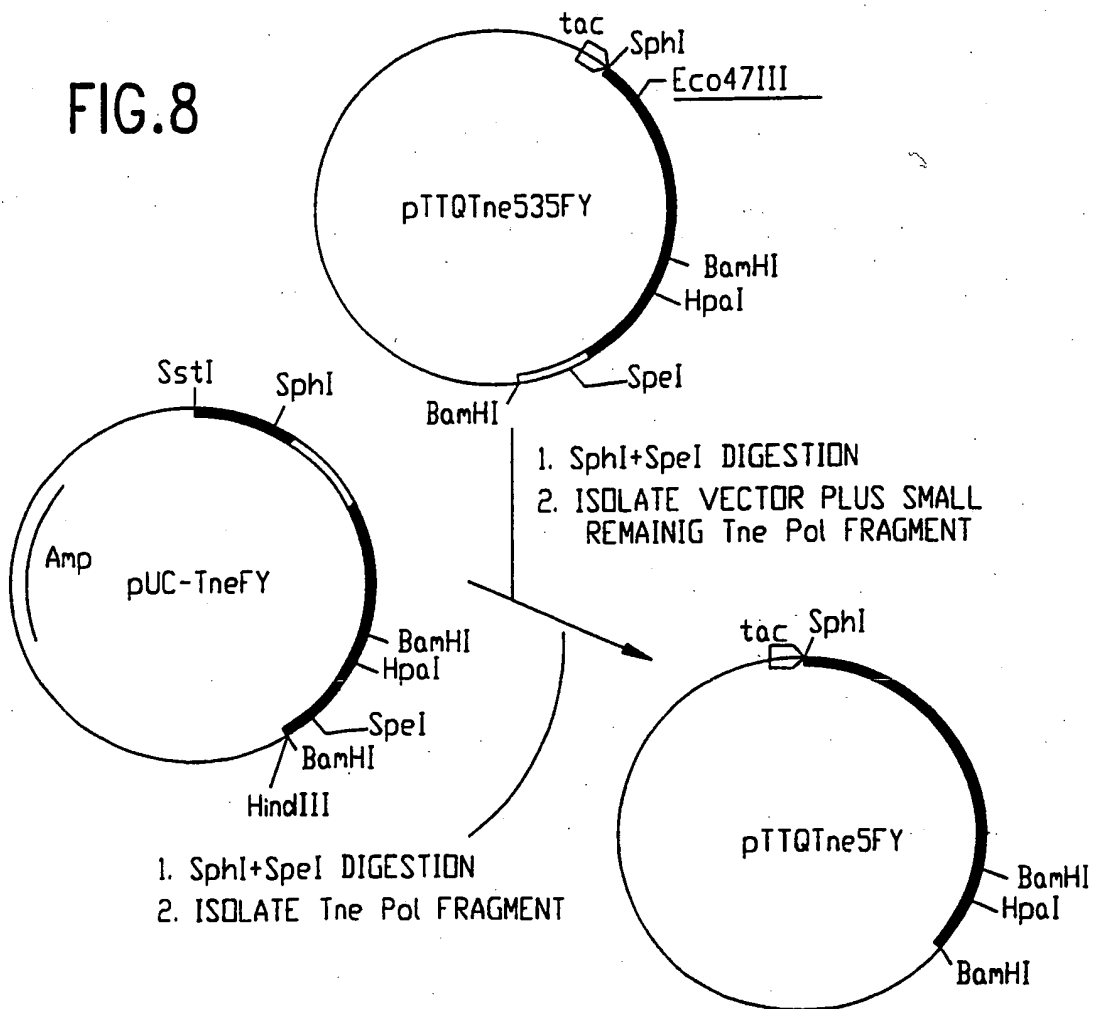 FIG.8
tac
SphI
Eco47III
pTTQTne535FY
BamHI
HpaI
SpeI
BamHI
SstI
SphI
Amp
pUC-TneFY
BamHI
HpaI
SpeI
BamHI
HindIII
1. SphI+SpeI DIGESTION
2. ISOLATE VECTOR PLUS SMALL
REMAINIG Tne Pol FRAGMENT
1. SphI+SpeI DIGESTION
2. ISOLATE Tne Pol FRAGMENT
tac
SphI
pTTQTne5FY
BamHI
HpaI
BamHI